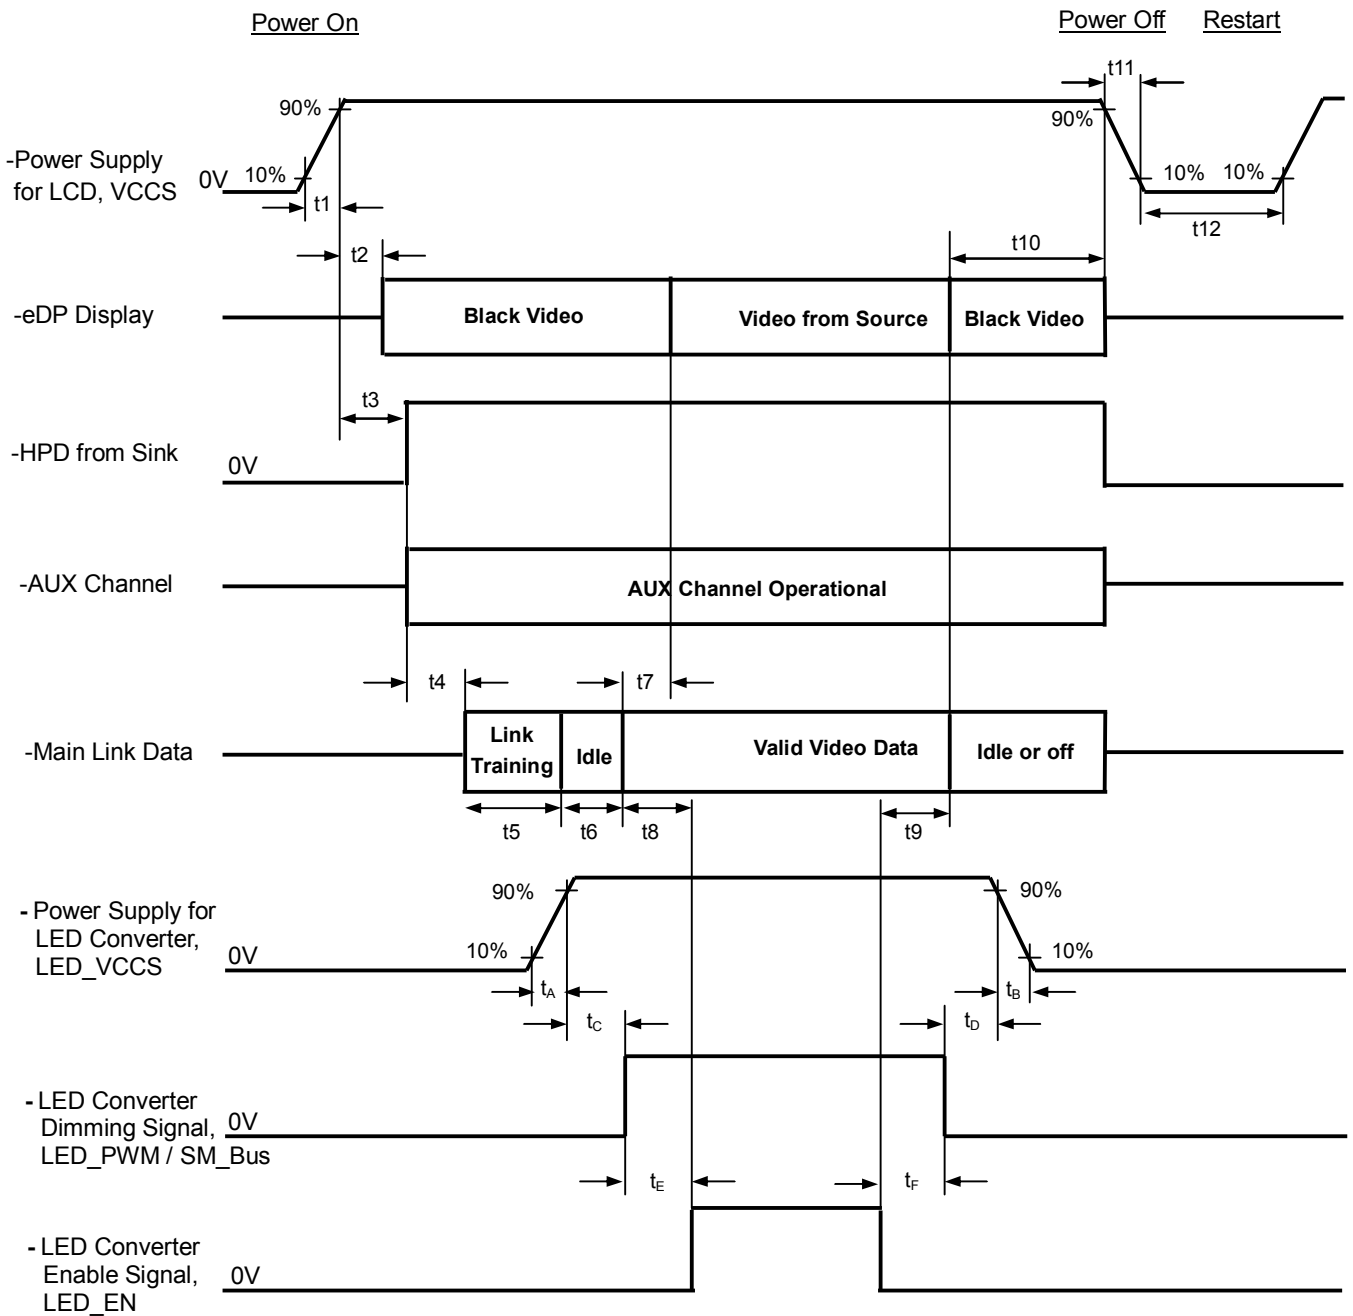 Power On
Power Off
Restart
t11
90%
90%
-Power Supply
for LCD, VCCS
0V
10%
10%
10%
t1
t12
t2
t10
-eDP Display
Black Video
Video from Source
Black Video
t3
-HPD from Sink
0V
-AUX Channel
AUX Channel Operational
t4
t7
-Main Link Data
Link
Training
Idle
Valid Video Data
Idle or off
t5
t6
t8
t9
90%
90%
- Power Supply for
LED Converter,
LED_VCCS
0V
10%
10%
tA
tB
tC
tD
- LED Converter
Dimming Signal,
LED_PWM / SM_Bus
0V
tE
tF
- LED Converter
Enable Signal,
LED_EN
0V